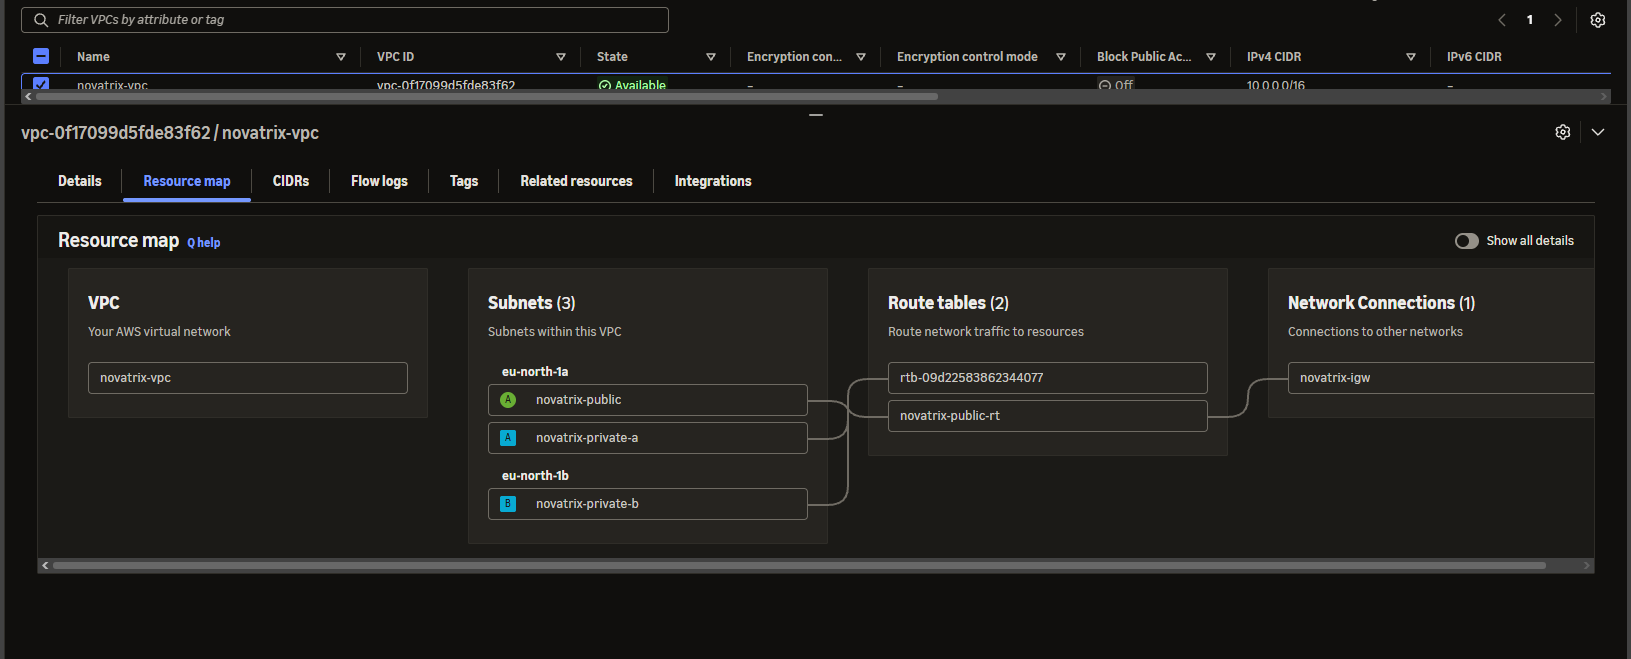 Filter VPCs by attribute or tag
1
Name VPC ID State Encryption con... Encryption control mode Block Public Ac... IPv4 CIDR IPv6 CIDR
novatrix-vpc vpc-0f17099d5fde83f62 Available – – Off 10.0.0.0/16 –
vpc-0f17099d5fde83f62 / novatrix-vpc
Details Resource map CIDRs Flow logs Tags Related resources Integrations
Resource map Q help Show all details
VPC
Your AWS virtual network
novatrix-vpc
Subnets (3)
Subnets within this VPC
eu-north-1a
A novatrix-public
A novatrix-private-a
eu-north-1b
B novatrix-private-b
Route tables (2)
Route network traffic to resources
rtb-09d22583862344077
novatrix-public-rt
Network Connections (1)
Connections to other networks
novatrix-igw